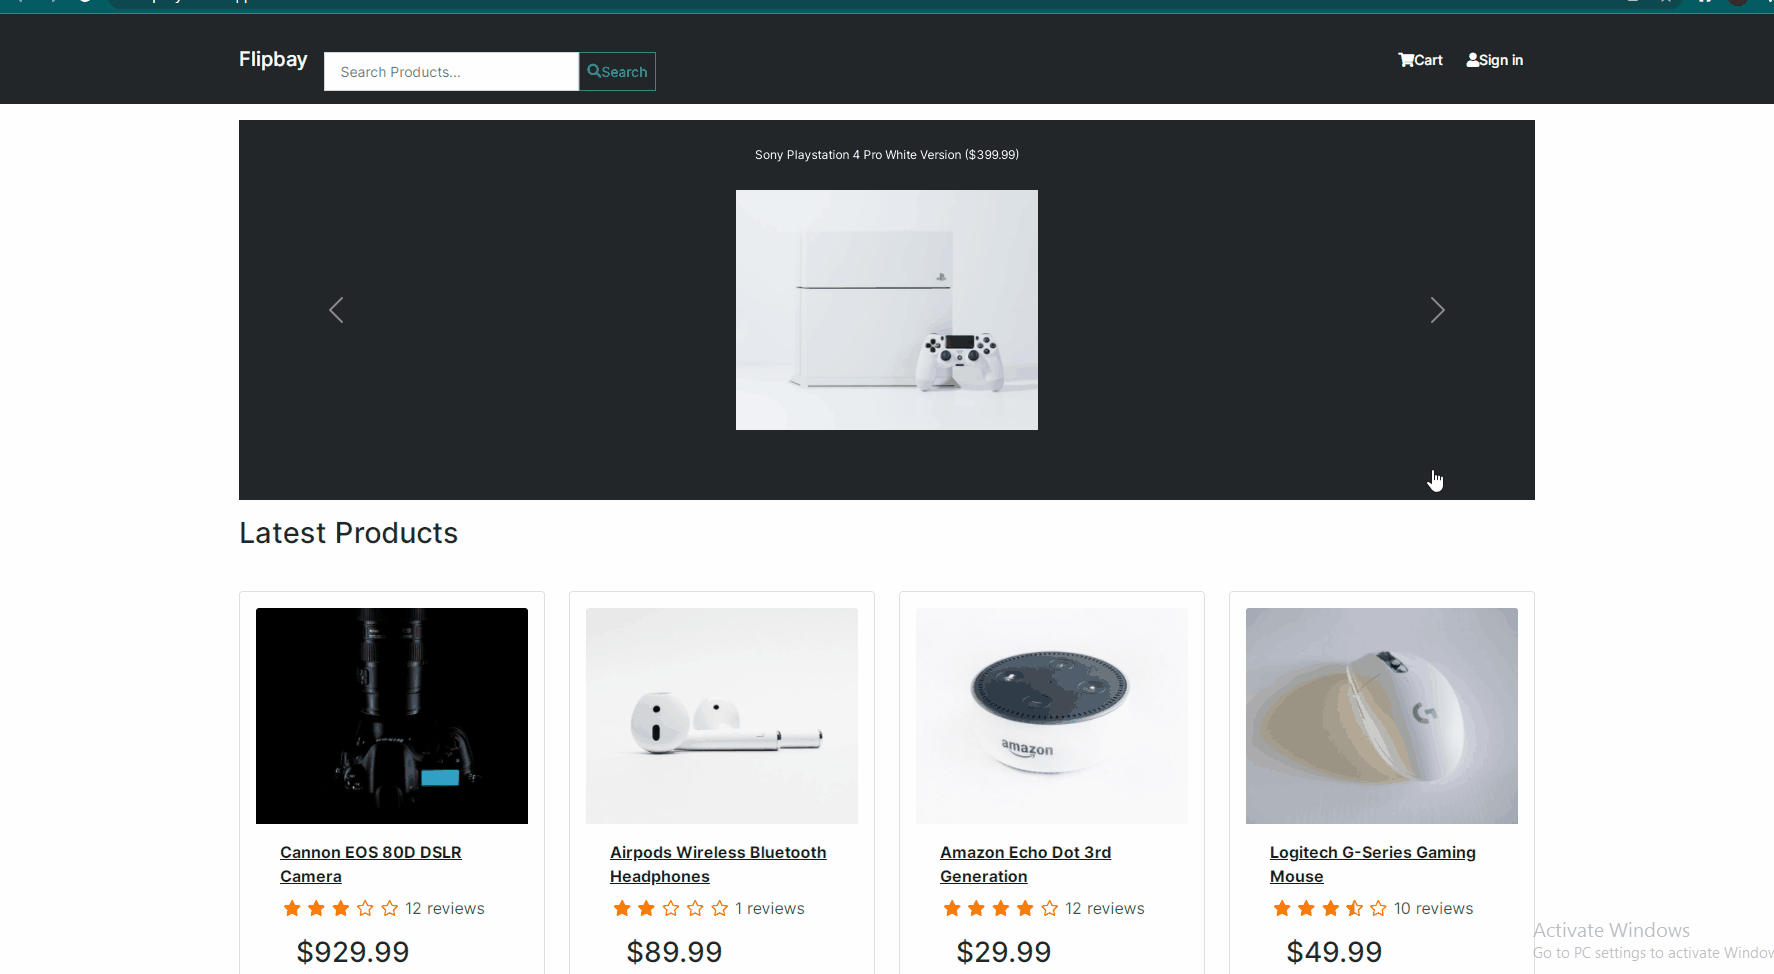 Flipbay
Search Products...
Search
Cart
Sign in
Sony Playstation 4 Pro White Version ($399.99)
Latest Products
amazon
Cannon EOS 80D DSLR
Camera
12 reviews
$929.99
Airpods Wireless Bluetooth
Headphones
1 reviews
$89.99
Amazon Echo Dot 3rd
Generation
12 reviews
$29.99
Logitech G-Series Gaming
Mouse
10 reviews
$49.99
Activate Windows
Go to PC settings to activate